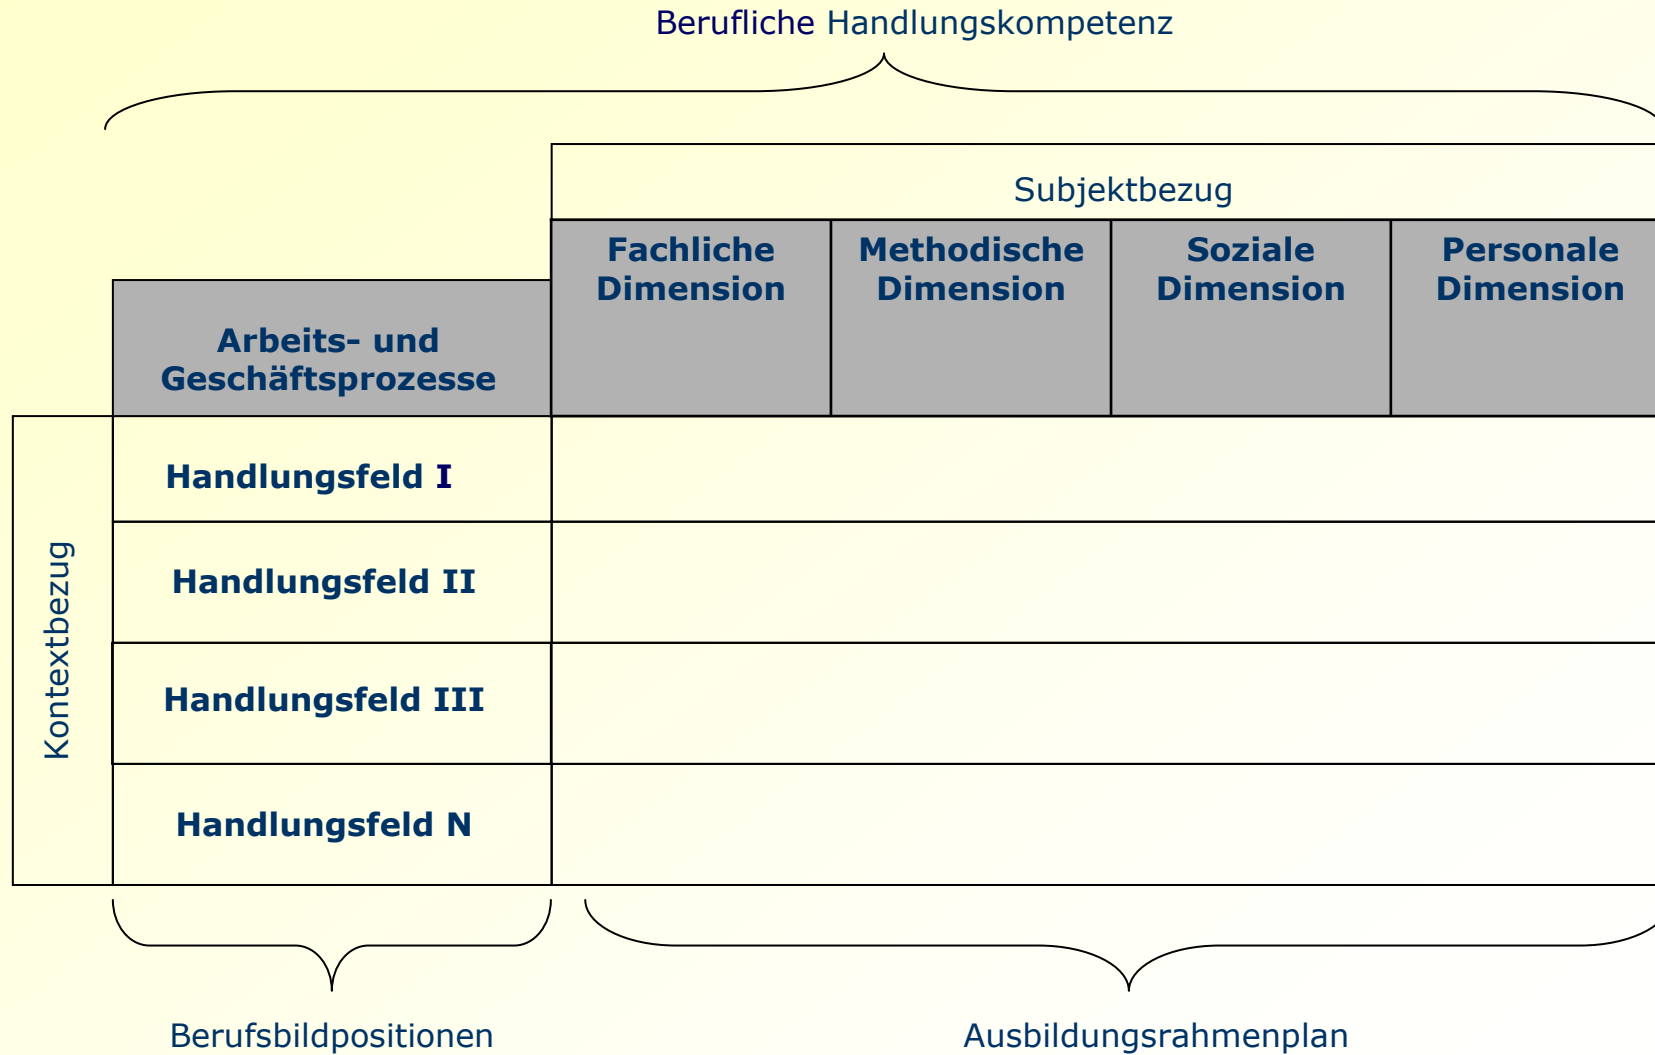 Berufliche Handlungskompetenz
Subjektbezug
Fachliche
Dimension
Methodische
Dimension
Soziale
Dimension
Personale
Dimension
Arbeits- und
Geschäftsprozesse
Kontextbezug
Handlungsfeld I
Handlungsfeld II
Handlungsfeld III
Handlungsfeld N
Berufsbildpositionen
Ausbildungsrahmenplan